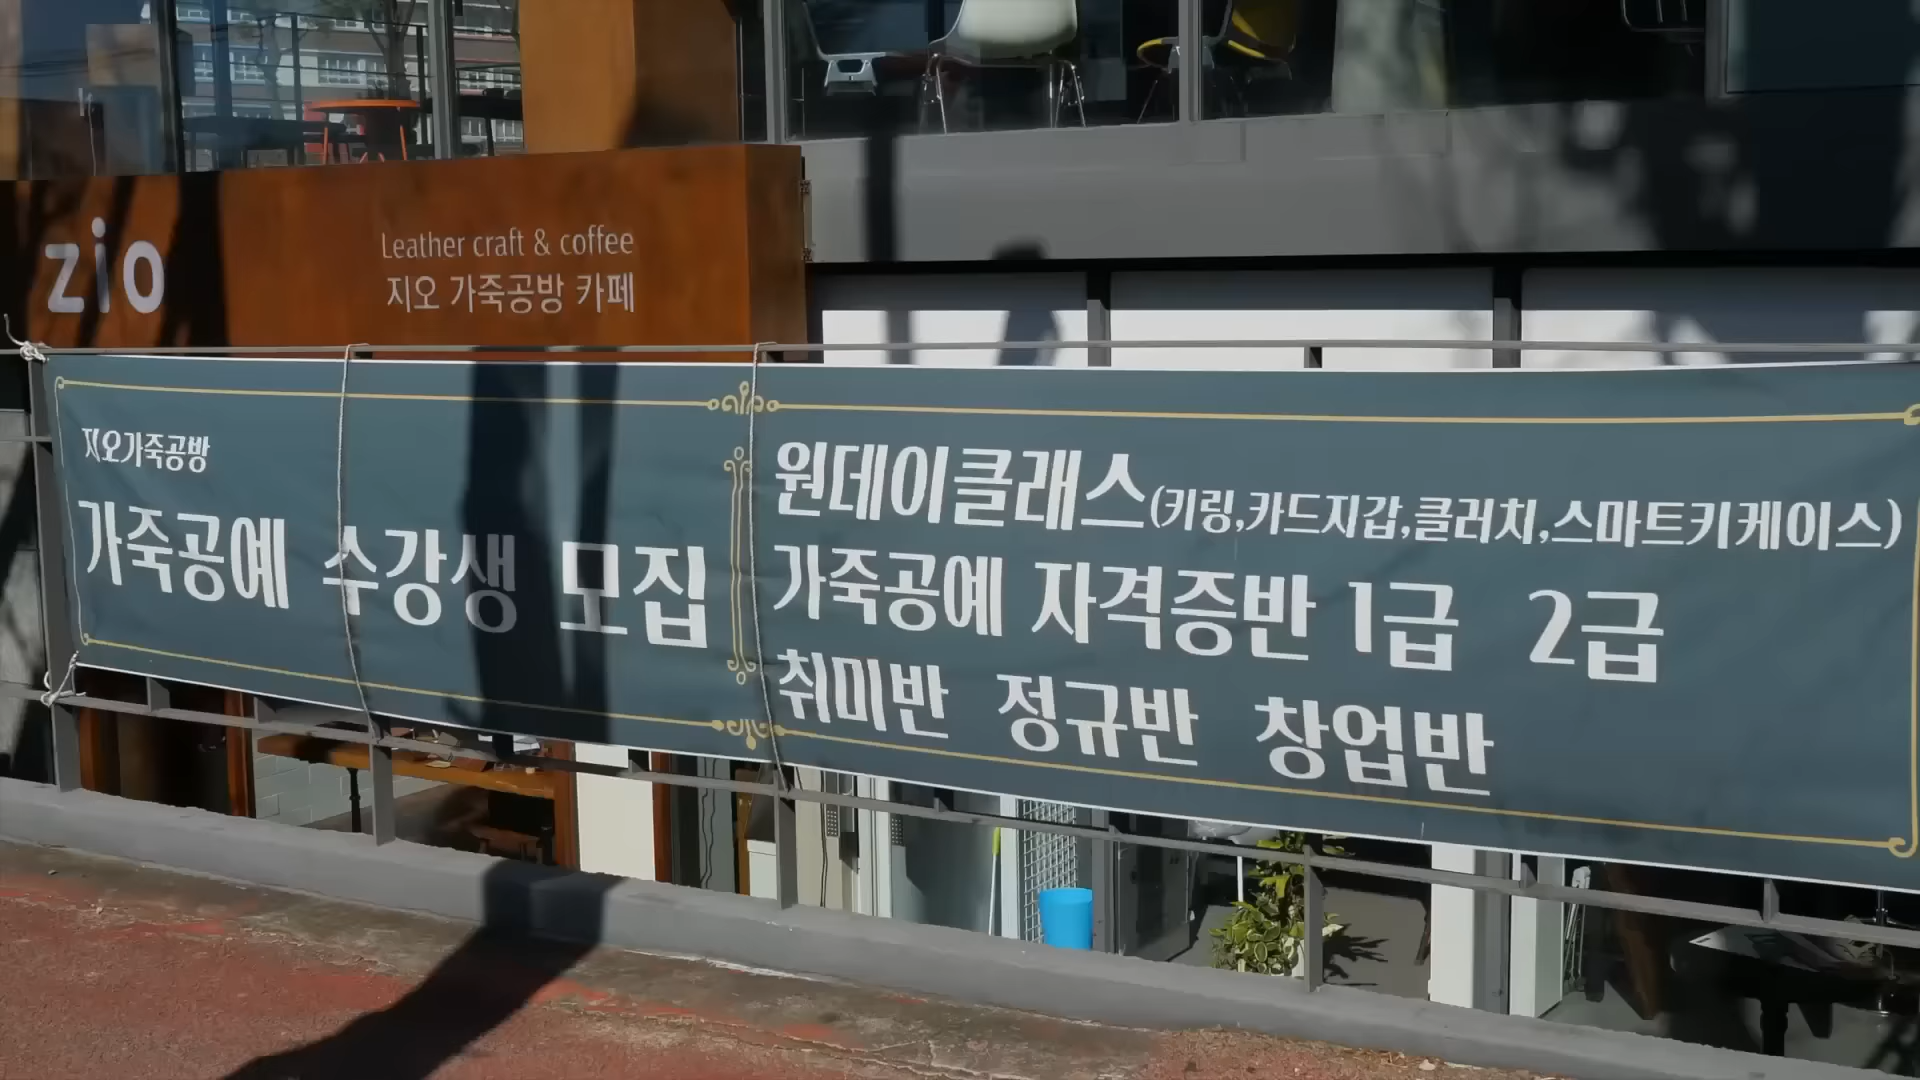 zio
Leather craft & coffee
지오 가죽공방 카페
지오가죽공방
가죽공예 수강생 모집
원데이클래스(키링,카드지갑,클러치,스마트키케이스)
가죽공예 자격증반 1급 2급
취미반 정규반 창업반